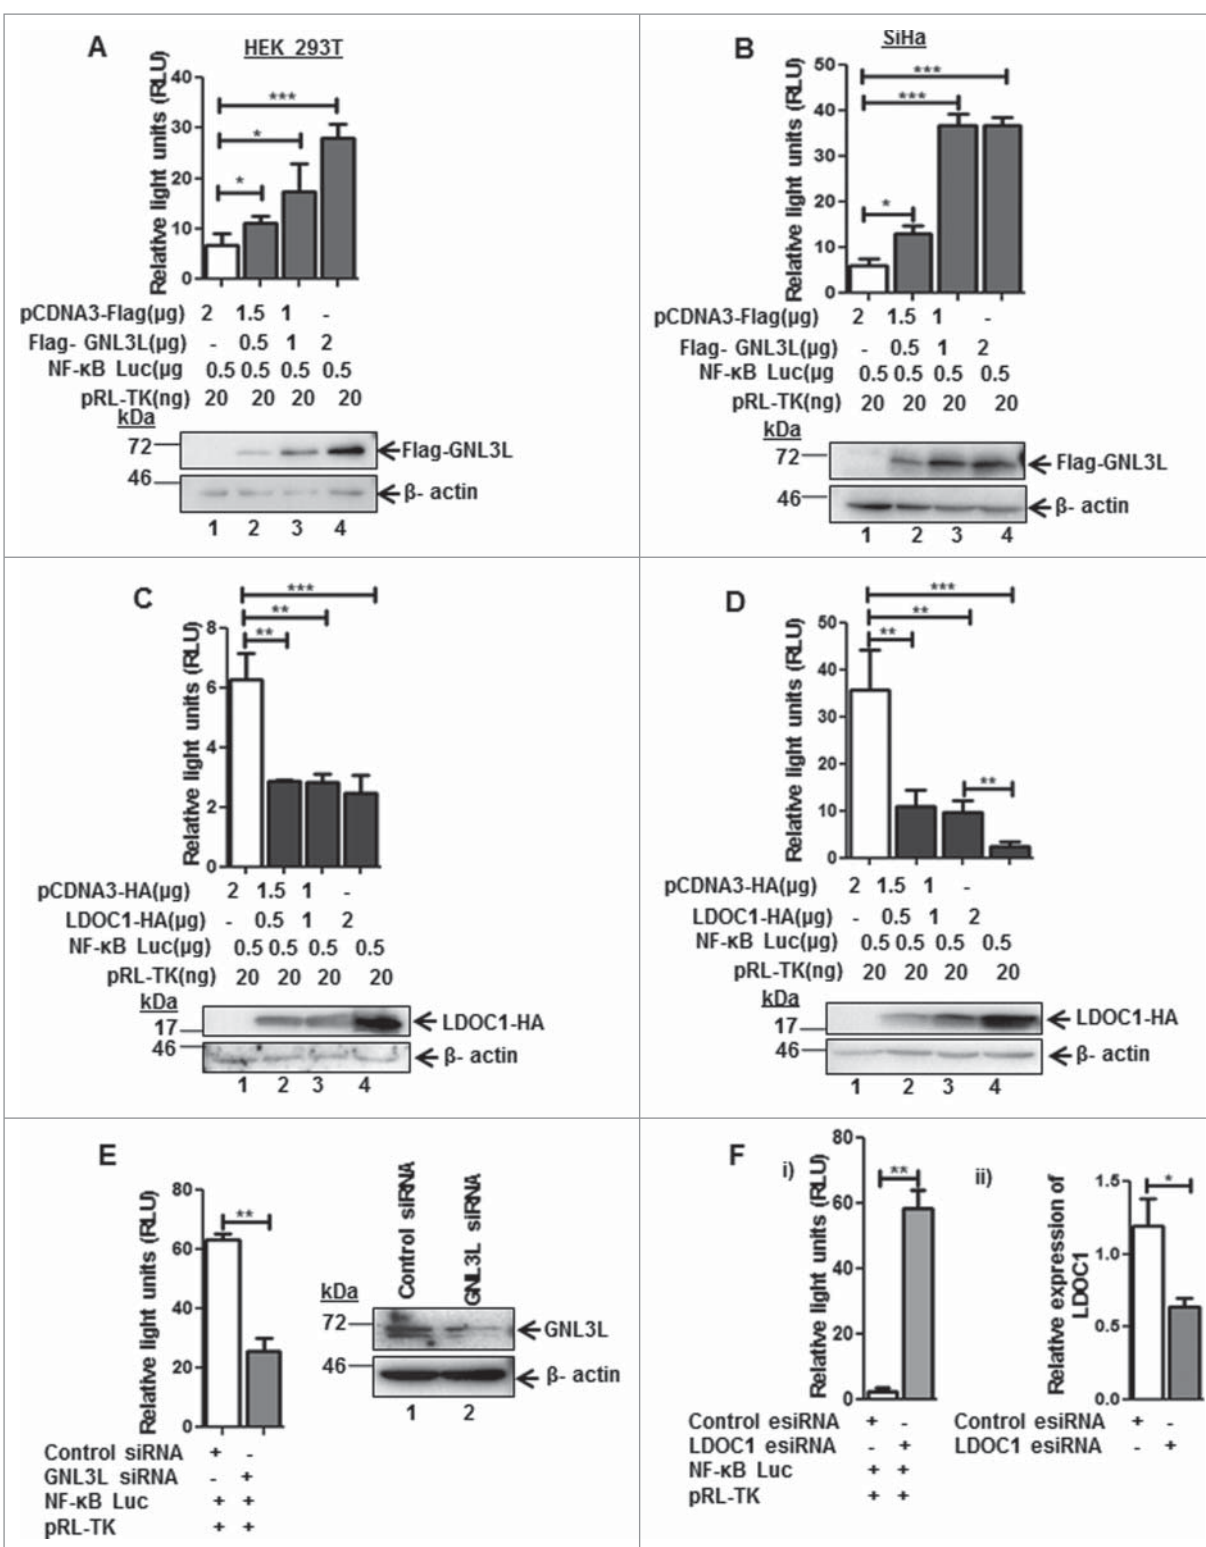 A
HEK 293T
Relative light units (RLU)
40
30
20
10
0
***
*
*
pCDNA3-Flag(µg) 2 1.5 1 -
Flag- GNL3L(µg) - 0.5 1 2
NF-κB Luc(µg 0.5 0.5 0.5 0.5
pRL-TK(ng) 20 20 20 20
kDa
72
Flag-GNL3L
46
β- actin
1 2 3 4
B
SiHa
Relative light units (RLU)
50
40
30
20
10
0
***
***
*
pCDNA3-Flag(µg) 2 1.5 1 -
Flag- GNL3L(µg) - 0.5 1 2
NF-κB Luc(µg 0.5 0.5 0.5 0.5
pRL-TK(ng) 20 20 20 20
kDa
72
Flag-GNL3L
46
β- actin
1 2 3 4
C
Relative light units (RLU)
8
6
4
2
0
***
**
**
pCDNA3-HA(µg) 2 1.5 1 -
LDOC1-HA(µg) - 0.5 1 2
NF-κB Luc(µg) 0.5 0.5 0.5 0.5
pRL-TK(ng) 20 20 20 20
kDa
17
LDOC1-HA
46
β- actin
1 2 3 4
D
Relative light units (RLU)
50
40
30
20
10
0
***
**
**
**
pCDNA3-HA(µg) 2 1.5 1 -
LDOC1-HA(µg) - 0.5 1 2
NF-κB Luc(µg) 0.5 0.5 0.5 0.5
pRL-TK(ng) 20 20 20 20
kDa
17
LDOC1-HA
46
β- actin
1 2 3 4
E
Relative light units (RLU)
80
60
40
20
0
**
Control siRNA + -
GNL3L siRNA - +
NF-κB Luc + +
pRL-TK + +
Control siRNA
GNL3L siRNA
kDa
72
GNL3L
46
β- actin
1 2
F
i)
Relative light units (RLU)
80
60
40
20
0
**
Control esiRNA + -
LDOC1 esiRNA - +
NF-κB Luc + +
pRL-TK + +
ii)
Relative expression of
LDOC1
1.5
1.0
0.5
0.0
*
Control esiRNA + -
LDOC1 esiRNA - +